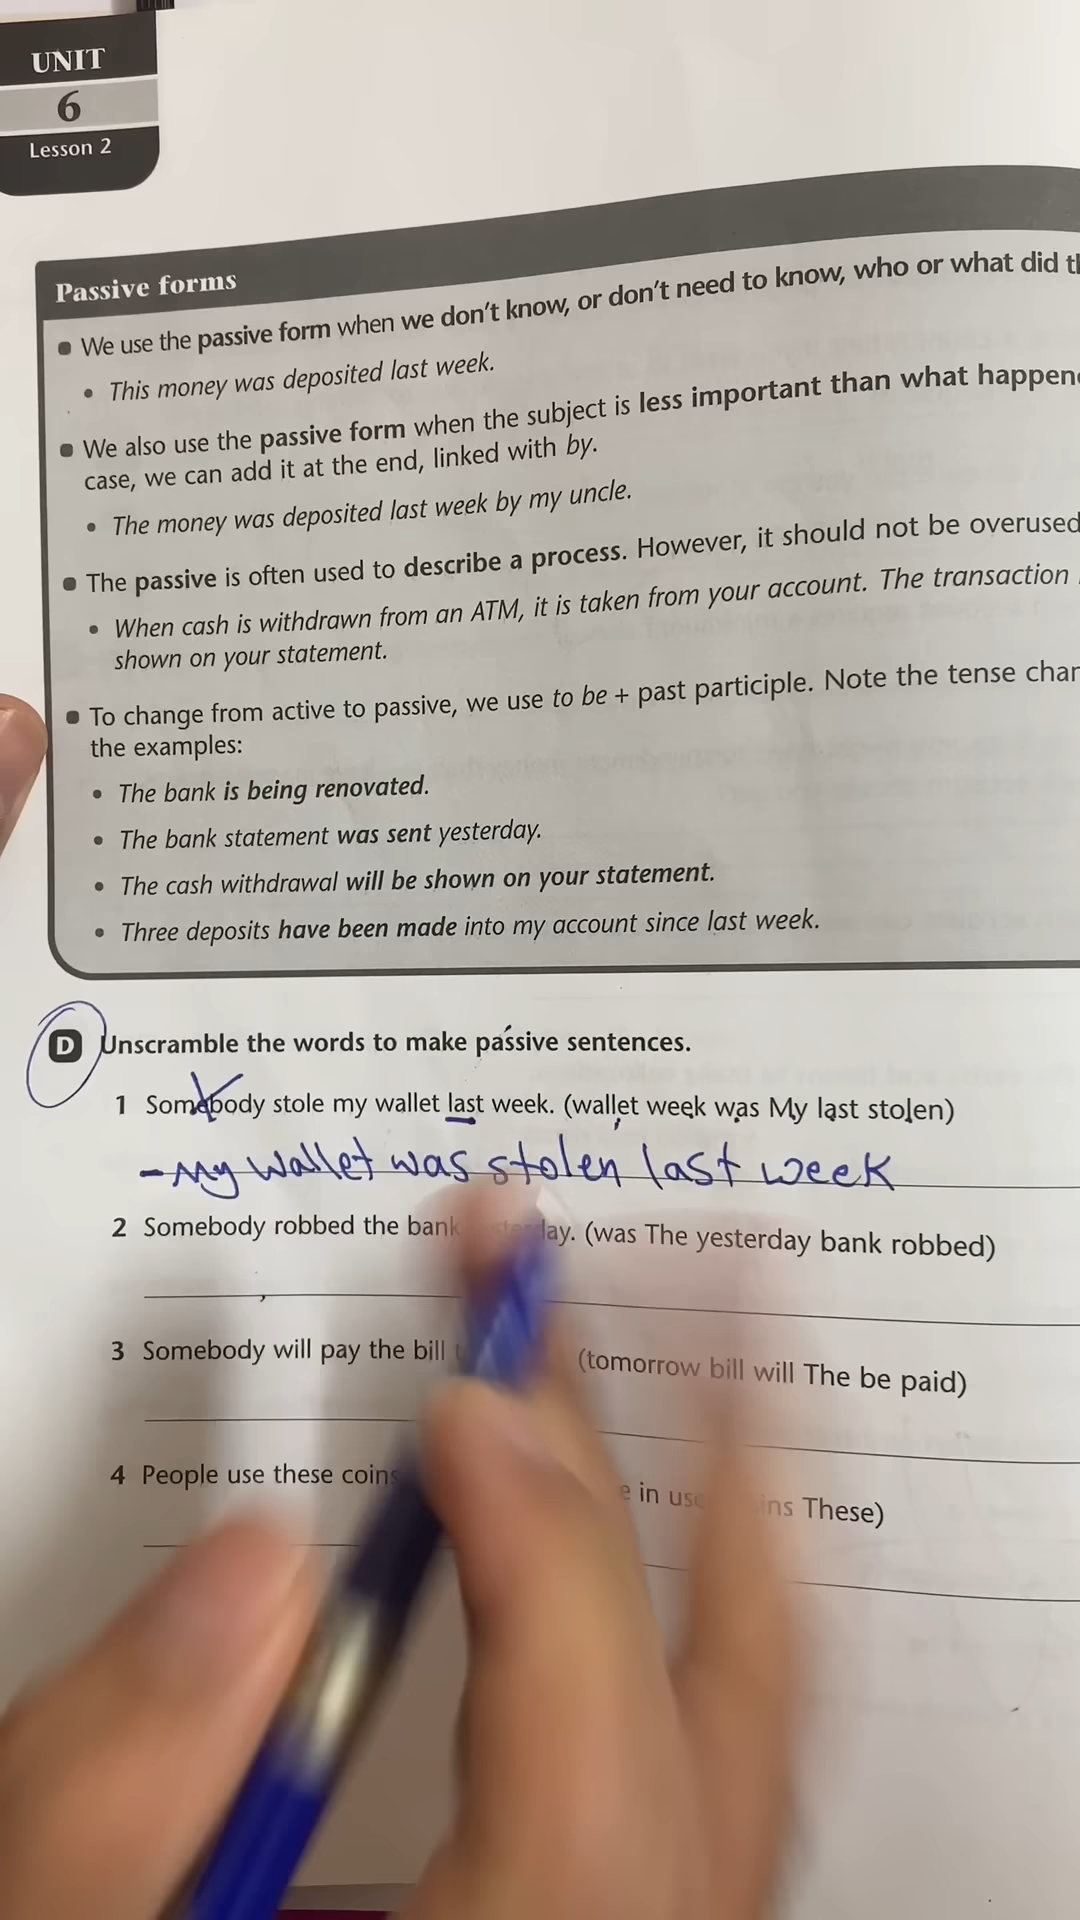 UNIT
6
Lesson 2
Passive forms
We use the passive form when we don't know, or don't need to know, who or what did
• This money was deposited last week.
We also use the passive form when the subject is less important than what
case, we can add it at the end, linked with by.
• The money was deposited last week by my uncle.
The passive is often used to describe a process. However, it should not be overused
• When cash is withdrawn from an ATM, it is taken from your account. The transaction
shown on your statement.
To change from active to passive, we use to be + past participle. Note the tense
the examples:
• The bank is being renovated.
• The bank statement was sent yesterday.
• The cash withdrawal will be shown on your statement.
• Three deposits have been made into my account since last week.
D Unscramble the words to make passive sentences.
1 Somebody stole my wallet last week. (wallet week was My last stolen)
- My wallet was stolen last week
2 Somebody robbed the bank (was The yesterday bank robbed)
3 Somebody will pay the bill (tomorrow bill will The be paid)
4 People use these coins in These)